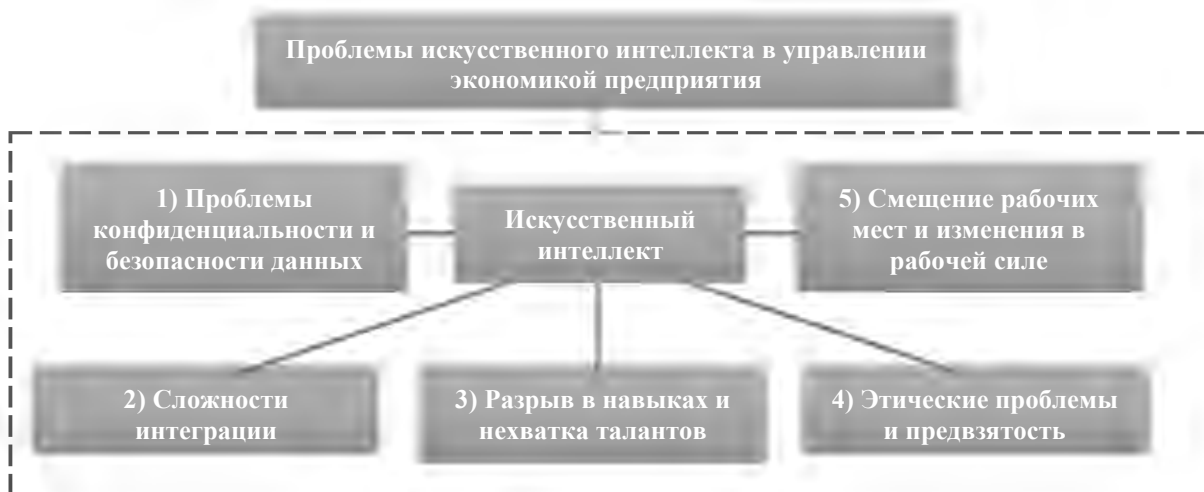 Проблемы искусственного интеллекта в управлении
экономикой предприятия
1) Проблемы
конфиденциальности и
безопасности данных
Искусственный
интеллект
5) Смещение рабочих
мест и изменения в
рабочей силе
2) Сложности
интеграции
3) Разрыв в навыках и
нехватка талантов
4) Этические проблемы
и предвзятость